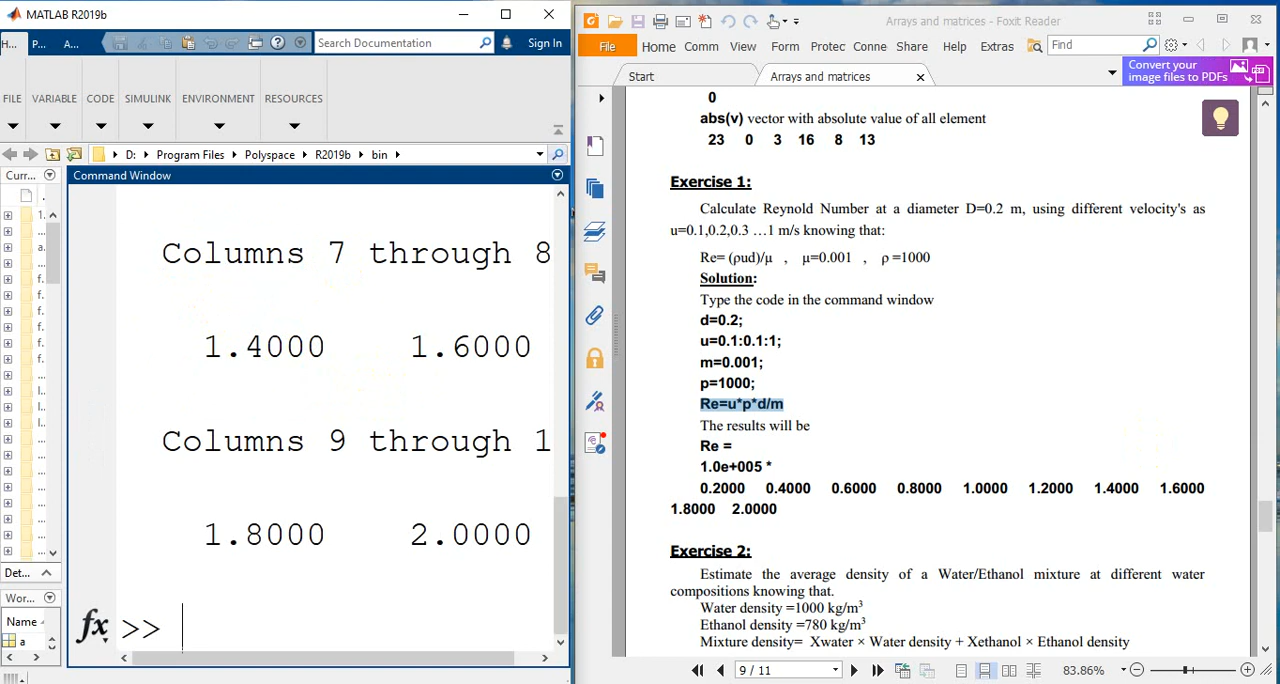 MATLAB R2019b
H...
P...
A...
Search Documentation
Sign In
FILE
VARIABLE
CODE
SIMULINK
ENVIRONMENT
RESOURCES
D:
Program Files
Polyspace
R2019b
bin
Curr...
Command Window
Columns 7 through 8
1.4000 1.6000
Columns 9 through 1
1.8000 2.0000
fx >>
Det...
Wor...
Name
a
Arrays and matrices - Foxit Reader
File
Home
Comm
View
Form
Protec
Conne
Share
Help
Extras
Find
Start
Arrays and matrices
Convert your
image files to PDFs
0
abs(v) vector with absolute value of all element
23 0 3 16 8 13
Exercise 1:
Calculate Reynold Number at a diameter D=0.2 m, using different velocity's as
u=0.1,0.2,0.3 …1 m/s knowing that:
Re= (ρud)/μ , μ=0.001 , ρ =1000
Solution:
Type the code in the command window
d=0.2;
u=0.1:0.1:1;
m=0.001;
p=1000;
Re=u*p*d/m
The results will be
Re =
1.0e+005 *
0.2000 0.4000 0.6000 0.8000 1.0000 1.2000 1.4000 1.6000
1.8000 2.0000
Exercise 2:
Estimate the average density of a Water/Ethanol mixture at different water
compositions knowing that.
Water density =1000 kg/m³
Ethanol density =780 kg/m³
Mixture density= Xwater × Water density + Xethanol × Ethanol density
9 / 11
83.86%